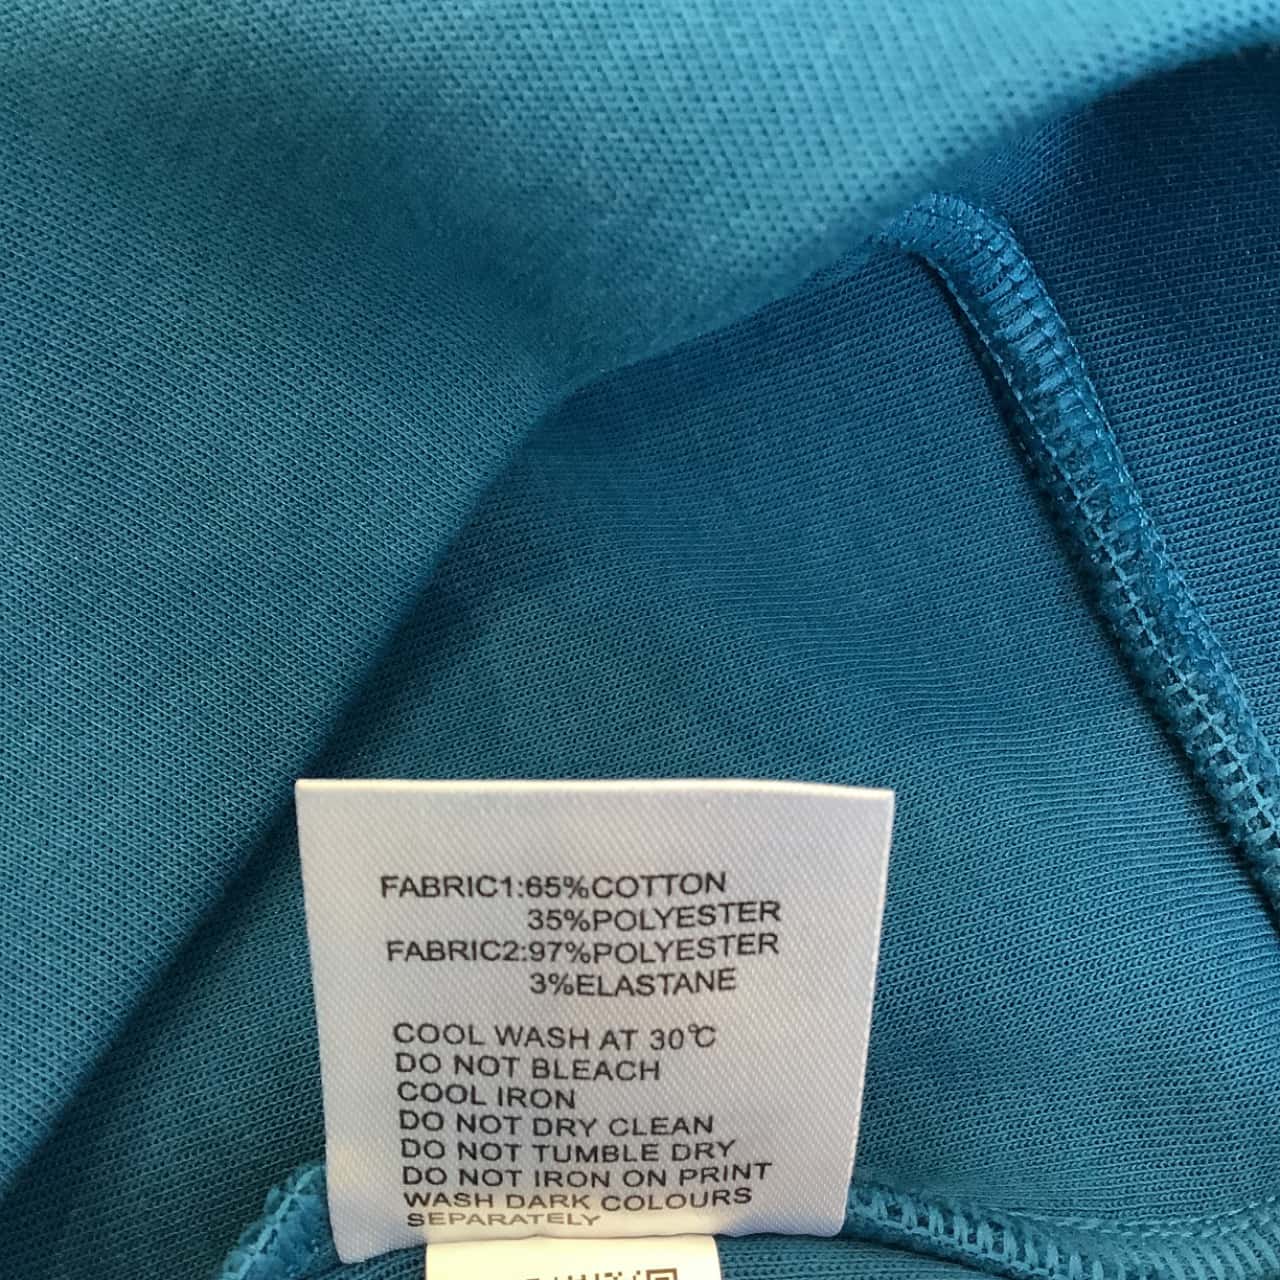 FABRIC1:65%COTTON
35%POLYESTER
FABRIC2:97%POLYESTER
3%ELASTANE
COOL WASH AT 30℃
DO NOT BLEACH
COOL IRON
DO NOT DRY CLEAN
DO NOT TUMBLE DRY
DO NOT IRON ON PRINT
WASH DARK COLOURS
SEPARATELY